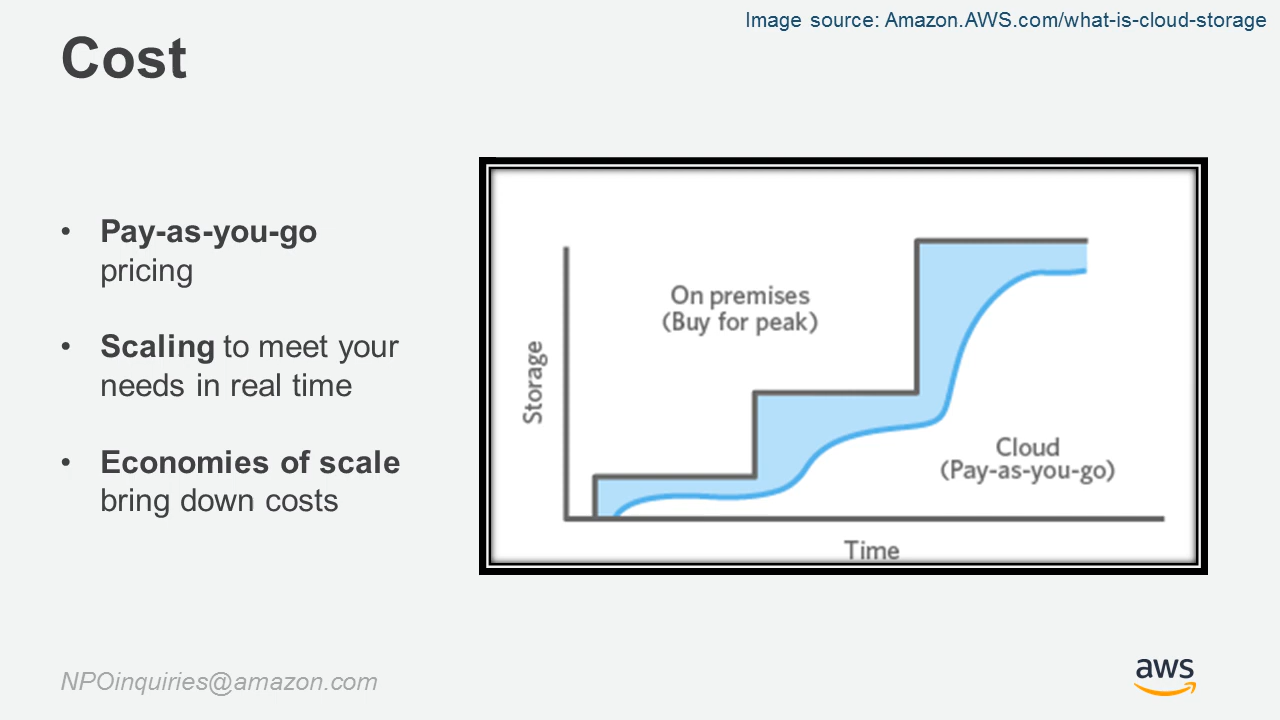 Image source: Amazon.AWS.com/what-is-cloud-storage
Cost
• Pay-as-you-go
pricing
• Scaling to meet your
needs in real time
• Economies of scale
bring down costs
On premises
(Buy for peak)
Storage
Cloud
(Pay-as-you-go)
Time
NPOinquiries@amazon.com
aws